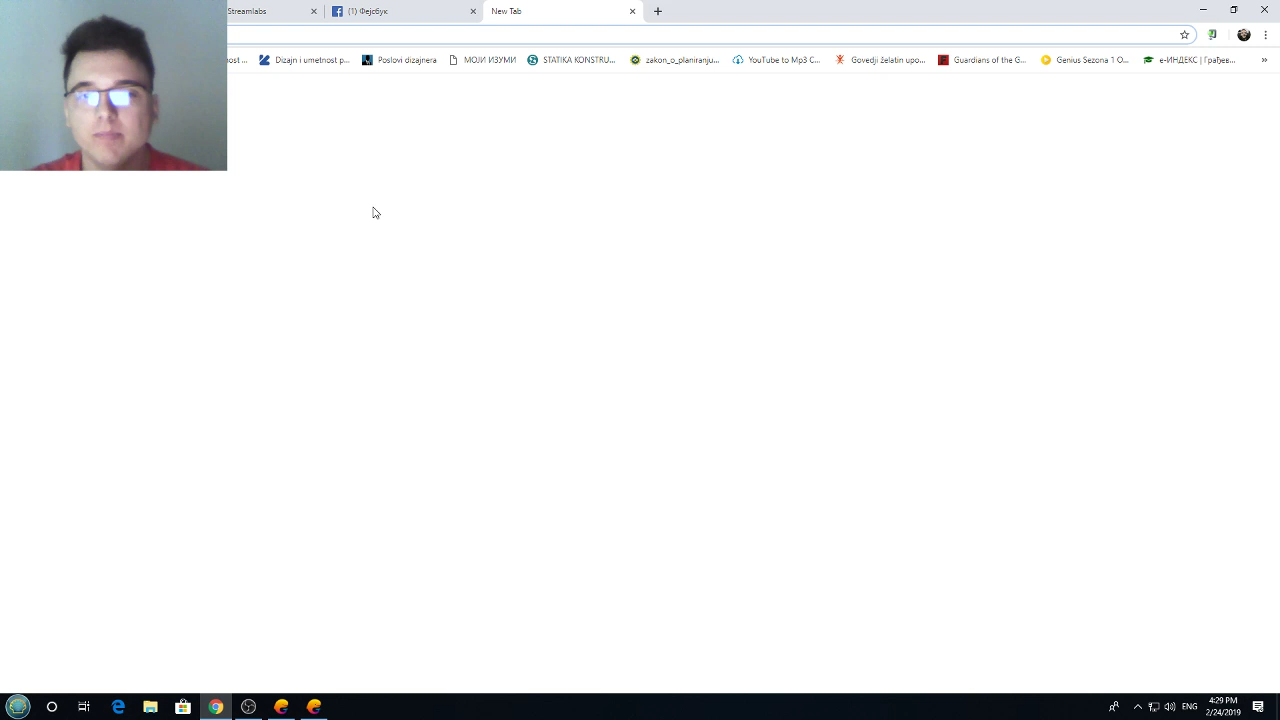 Streamlabs
(1) Фејсбук
New Tab
Dizajn i umetnost p...
Poslovi dizajnera
МОЈИ ИЗУМИ
STATIKA KONSTRU...
zakon_o_planiranju...
YouTube to Mp3 C...
Govedji želatin upo...
Guardians of the G...
Genius Sezona 1 O...
е-ИНДЕКС | Грађев...
ENG
4:29 PM
2/24/2019